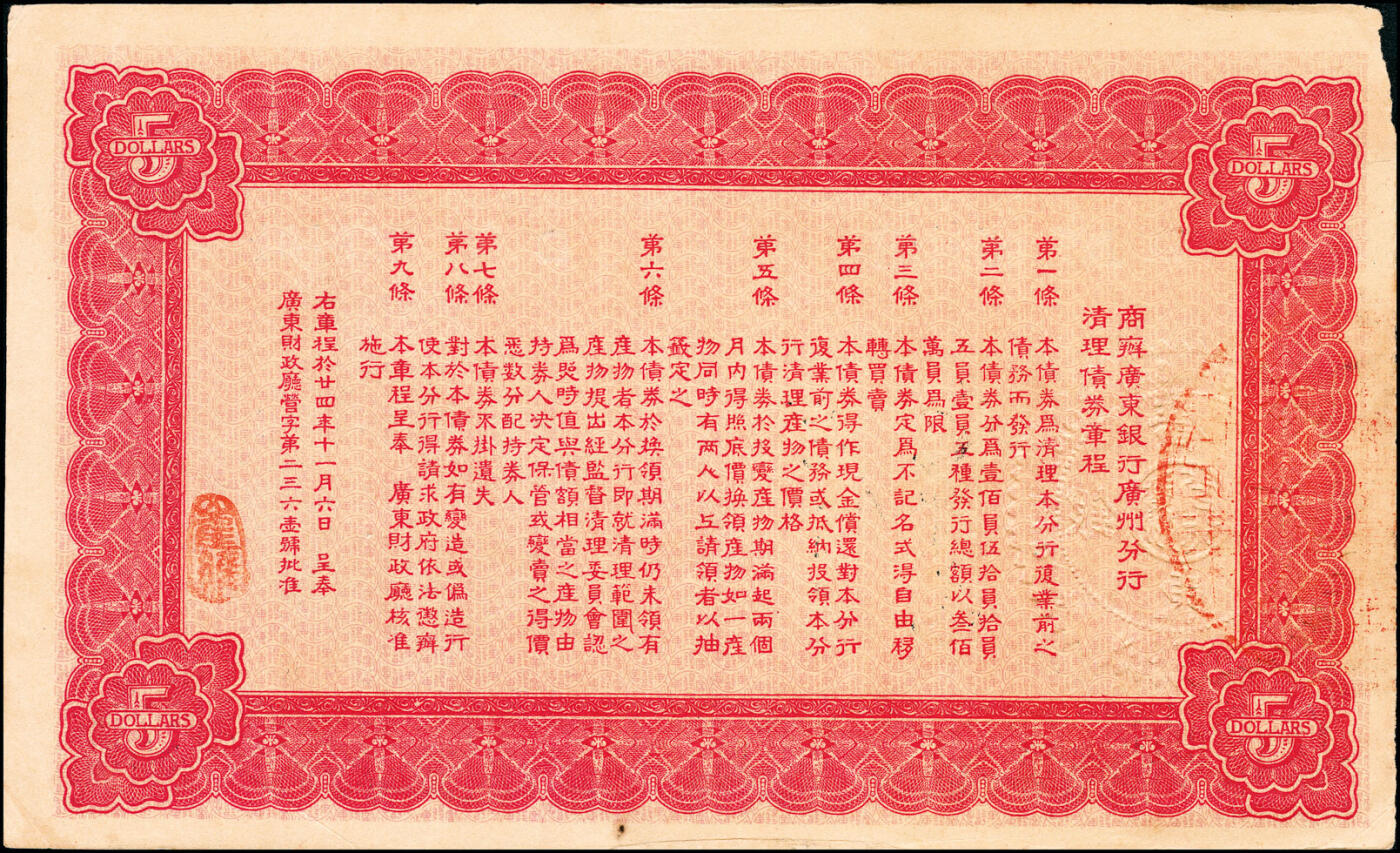 商辦廣東銀行廣州分行
清理債券章程
第一條 本債券爲清理本分行復業前之
債務而發行
第二條 本債券分爲壹佰員伍拾員拾員
五員壹員五種發行總額以叁佰
萬員爲限
第三條 本債券定爲不記名式得自由移
轉買賣
第四條 本債券得作現金償還對本分行
復業前之債務或抵納投領本分
行清理產物之價格
第五條 本債券於投變產物期滿起兩個
月內得照底價換領產物如一產
物同時有兩人以上請領者以抽
籤定之
第六條 本債券於換領期滿時仍未領有
產物者本分行即就清理範圍之
產物提出經監督清理委員會認
爲照時值與債額相當之產物由
持券人決定保管或變賣之得價
悉數分配持券人
第七條 本債券不掛遺失
第八條 對於本債券如有變造或僞造行
使本分行得請求政府依法懲辦
第九條 本章程呈奉 廣東財政廳核准
施行
右章程於廿四年十一月六日 呈奉
廣東財政廳營字第二三六壹號批准
5
DOLLARS
5
DOLLARS
5
DOLLARS
5
DOLLARS